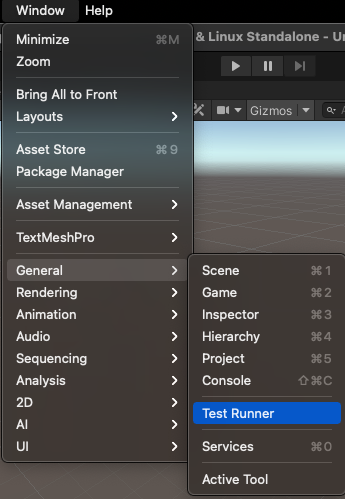 Window Help
& Linux Standalone - Un
Minimize ⌘M
Zoom
Bring All to Front
Layouts
Gizmos
Asset Store ⌘9
Package Manager
Asset Management
TextMeshPro
General
Rendering
Animation
Audio
Sequencing
Analysis
2D
AI
UI
Scene ⌘1
Game ⌘2
Inspector ⌘3
Hierarchy ⌘4
Project ⌘5
Console ⇧⌘C
Test Runner
Services ⌘0
Active Tool